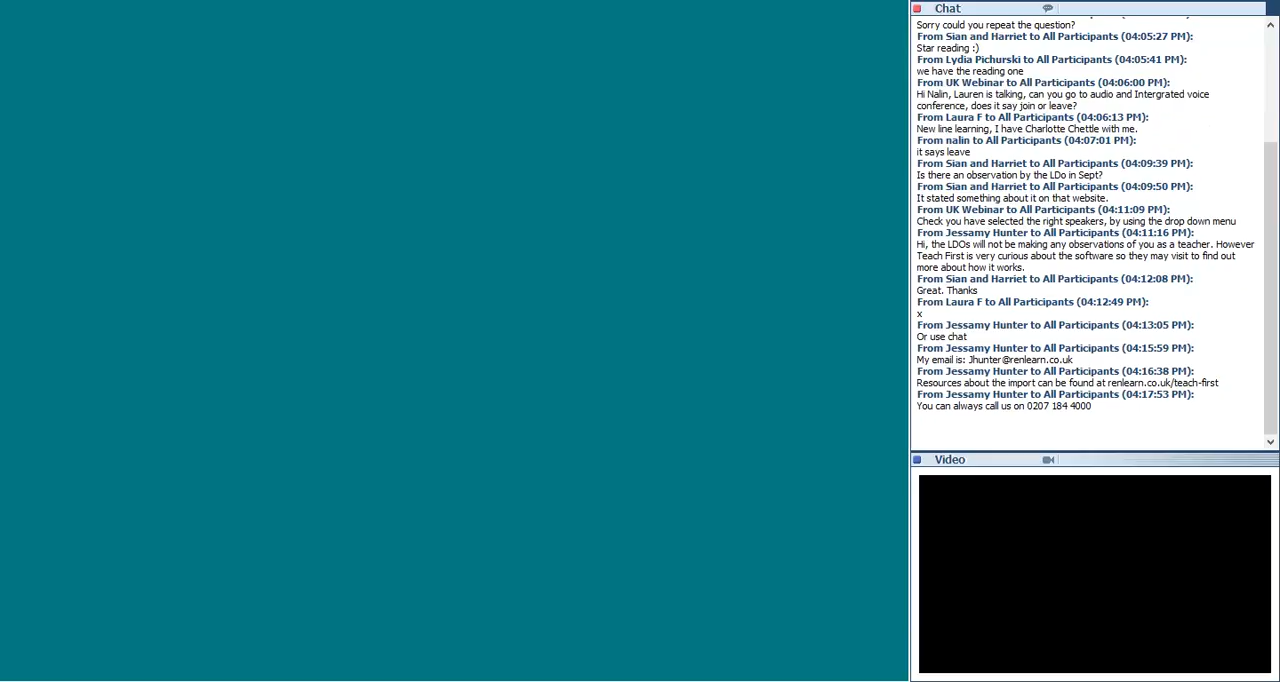 Chat
Sorry could you repeat the question?
From Sian and Harriet to All Participants (04:05:27 PM):
Star reading :)
From Lydia Pichurski to All Participants (04:05:41 PM):
we have the reading one
From UK Webinar to All Participants (04:06:00 PM):
Hi Nalin, Lauren is talking, can you go to audio and Intergrated voice
conference, does it say join or leave?
From Laura F to All Participants (04:06:13 PM):
New line learning, I have Charlotte Chettle with me.
From nalin to All Participants (04:07:01 PM):
it says leave
From Sian and Harriet to All Participants (04:09:39 PM):
Is there an observation by the LDo in Sept?
From Sian and Harriet to All Participants (04:09:50 PM):
It stated something about it on that website.
From UK Webinar to All Participants (04:11:09 PM):
Check you have selected the right speakers, by using the drop down menu
From Jessamy Hunter to All Participants (04:11:16 PM):
Hi, the LDOs will not be making any observations of you as a teacher. However
Teach First is very curious about the software so they may visit to find out
more about how it works.
From Sian and Harriet to All Participants (04:12:08 PM):
Great. Thanks
From Laura F to All Participants (04:12:49 PM):
x
From Jessamy Hunter to All Participants (04:13:05 PM):
Or use chat
From Jessamy Hunter to All Participants (04:15:59 PM):
My email is: Jhunter@renlearn.co.uk
From Jessamy Hunter to All Participants (04:16:38 PM):
Resources about the import can be found at renlearn.co.uk/teach-first
From Jessamy Hunter to All Participants (04:17:53 PM):
You can always call us on 0207 184 4000
Video